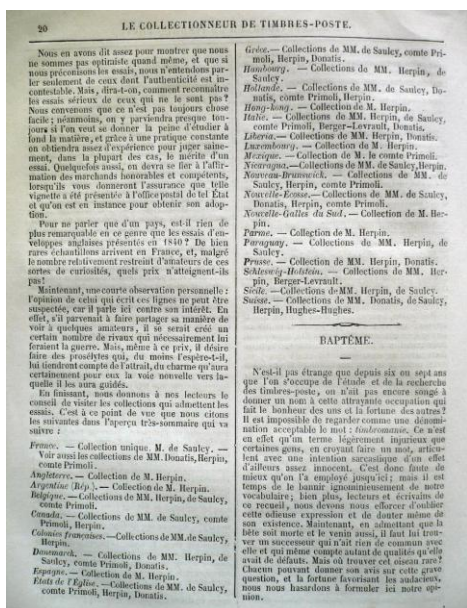 20 LE COLLECTIONNEUR DE TIMBRES-POSTE.
Nous en avons dit assez pour montrer que nous
ne sommes pas optimiste quand même, et que si
nous préconisons les essais, nous n'entendons par-
ler seulement de ceux dont l'authenticité est in-
contestable. Mais, dira-t-on, comment reconnaître
les essais sérieux de ceux qui ne le sont pas ?
Nous convenons que ce n'est pas toujours chose
facile; néanmoins, on y parviendra presque tou-
jours si l'on veut se donner la peine d'étudier à
fond la matière, et grâce à une pratique constante
on obtiendra assez d'expérience pour juger saine-
ment, dans la plupart des cas, le mérite d'un
essai. Quelquefois aussi, on devra se fier à l'affir-
mation des marchands honorables et compétents,
lorsqu'ils vous donneront l'assurance que telle
vignette a été présentée à l'office postal de tel État
et qu'on est en instance pour obtenir son adop-
tion.
Pour ne parler que d'un pays, est-il rien de
plus remarquable en ce genre que les essais d'en-
veloppes anglaises présentés en 1840 ? De bien
rares échantillons arrivent en France, et, malgré
le nombre relativement restreint d'amateurs de ces
sortes de curiosités, quels prix n'atteignent-ils
pas!
Maintenant, une courte observation personnelle :
l'opinion de celui qui écrit ces lignes ne peut être
suspectée, car il parle ici contre son intérêt. En
effet, s'il parvenait à faire partager sa manière de
voir à quelques amateurs, il se serait créé un
certain nombre de rivaux qui nécessairement lui
feraient la guerre. Mais, même à ce prix, il désire
faire des prosélytes qui, du moins l'espère-t-il,
lui tiendront compte de l'attrait, du charme qu'aura
certainement pour eux la voie nouvelle vers la-
quelle il les aura guidés.
En finissant, nous donnons à nos lecteurs le
conseil de visiter les collections qui admettent les
essais. C'est à ce point de vue que nous citons
les suivantes dans l'aperçu très-sommaire qui va
suivre :
France. — Collection unique M. de Saulcy. —
Voir aussi les collections de MM. Donatis, Herpin,
comte Primoli.
Angleterre. — Collection de M. Herpin.
Argentine (Rép.). — Collection de M. Herpin.
Belgique. — Collections de MM. Herpin, de Saulcy,
comte Primoli.
Canada. — Collections de MM. de Saulcy, comte
Primoli, Herpin.
Colonies françaises. — Collections de MM. de Saulcy,
Herpin.
Danemarck. — Collections de MM. Herpin, de
Saulcy, comte Primoli, Donatis.
Espagne. — Collection de M. Herpin.
États de l'Église. — Collections de MM. de Saulcy,
comte Primoli, Herpin, Donatis.
Grèce. — Collections de MM. de Saulcy, comte Pri-
moli, Herpin, Donatis.
Hambourg. — Collections de MM. Herpin, de
Saulcy.
Hollande. — Collections de MM. de Saulcy, Do-
natis, comte Primoli, Herpin.
Hong-Kong. — Collection de M. Herpin.
Italie. — Collections de MM. Herpin, de Saulcy,
comte Primoli, Berger-Levrault, Donatis.
Liberia. — Collections de MM. Herpin, Donatis.
Luxembourg. — Collection de M. Herpin.
Mexique. — Collection de M. le comte Primoli.
Nicaragua. — Collections de MM. de Saulcy, Herpin.
Nouveau-Brunswick. — Collections de MM. de
Saulcy, Herpin, comte Primoli, Donatis.
Nouvelle-Ecosse. — Collections de MM. de Saulcy,
Donatis, Herpin, comte Primoli.
Nouvelle-Galles du Sud. — Collection de M. Her-
pin.
Parme. — Collection de M. Herpin.
Paraguay. — Collections de MM. Herpin, de
Saulcy.
Prusse. — Collection de MM. Herpin, Donatis.
Schleswig-Holstein. — Collections de MM. Her-
pin, Berger-Levrault.
Sicile. — Collections de MM. Herpin, de Saulcy.
Suisse. — Collections de MM. Donatis, de Saulcy,
Herpin, Hughes-Hughes.
BAPTÊME.
N'est-il pas étrange que depuis six ou sept ans
que l'on s'occupe de l'étude et de la recherche
des timbres-poste, on n'ait pas encore songé à
donner un nom à cette attrayante occupation qui
fait le bonheur des uns et la fortune des autres?
Il est impossible de regarder comme une dénomi-
nation acceptable le mot : timbromanie. Ce n'est
en effet qu'un terme légèrement injurieux que
certaines gens, en croyant faire un mot, articu-
lent avec une intention sarcastique d'un effet
d'ailleurs assez innocent. C'est donc faute de
mieux qu'on l'a employé jusqu'ici; mais il est
temps de le bannir ignominieusement de notre
vocabulaire; bien plus, lecteurs et écrivains de
ce recueil, nous devons nous efforcer d'oublier
cette odieuse expression et de douter même de
son existence. Maintenant, en admettant que la
bête soit morte et le venin aussi, il faut lui trou-
ver un successeur qui n'ait rien de commun avec
elle et qui même compte autant de qualités qu'elle
avait de défauts. Mais où trouver cet oiseau rare?
Chacun pouvant donner son avis sur cette grave
question, et la fortune favorisant les audacieux,
nous nous hasardons à formuler ici notre opi-
nion.